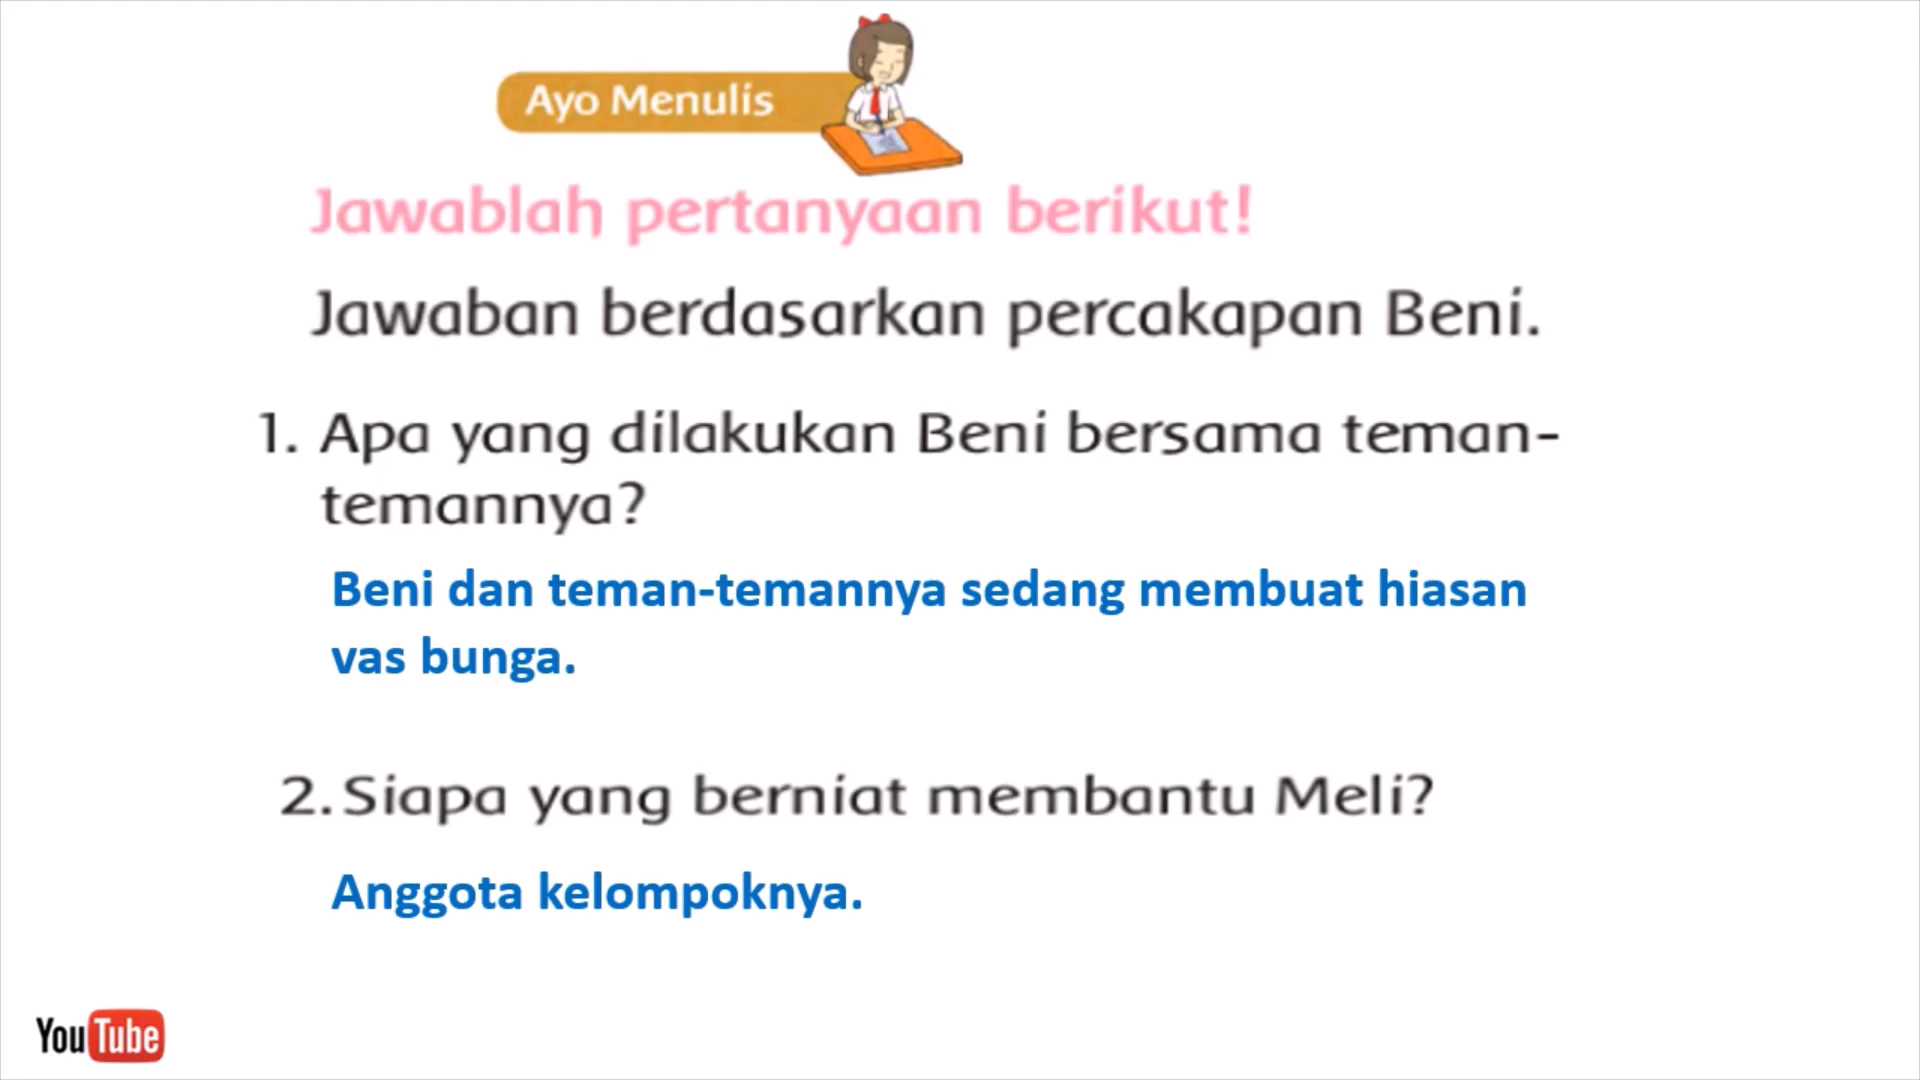 Ayo Menulis
Jawablah pertanyaan berikut!
Jawaban berdasarkan percakapan Beni.
1. Apa yang dilakukan Beni bersama teman-
temannya?
Beni dan teman-temannya sedang membuat hiasan
vas bunga.
2. Siapa yang berniat membantu Meli?
Anggota kelompoknya.
YouTube